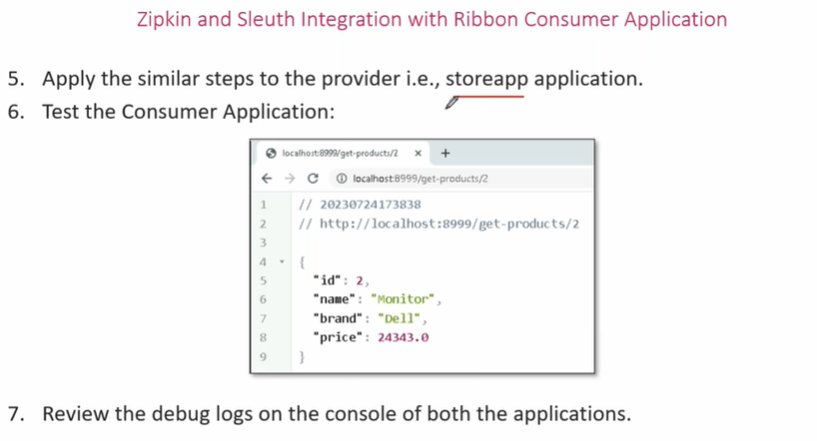 Zipkin and Sleuth Integration with Ribbon Consumer Application
5. Apply the similar steps to the provider i.e., storeapp application.
6. Test the Consumer Application:
localhost:8999/get-products/2 × +
localhost:8999/get-products/2
1 // 20230724173838
2 // http://localhost:8999/get-products/2
3
4 {
5 "id": 2,
6 "name": "Monitor",
7 "brand": "Dell",
8 "price": 24343.0
9 }
7. Review the debug logs on the console of both the applications.